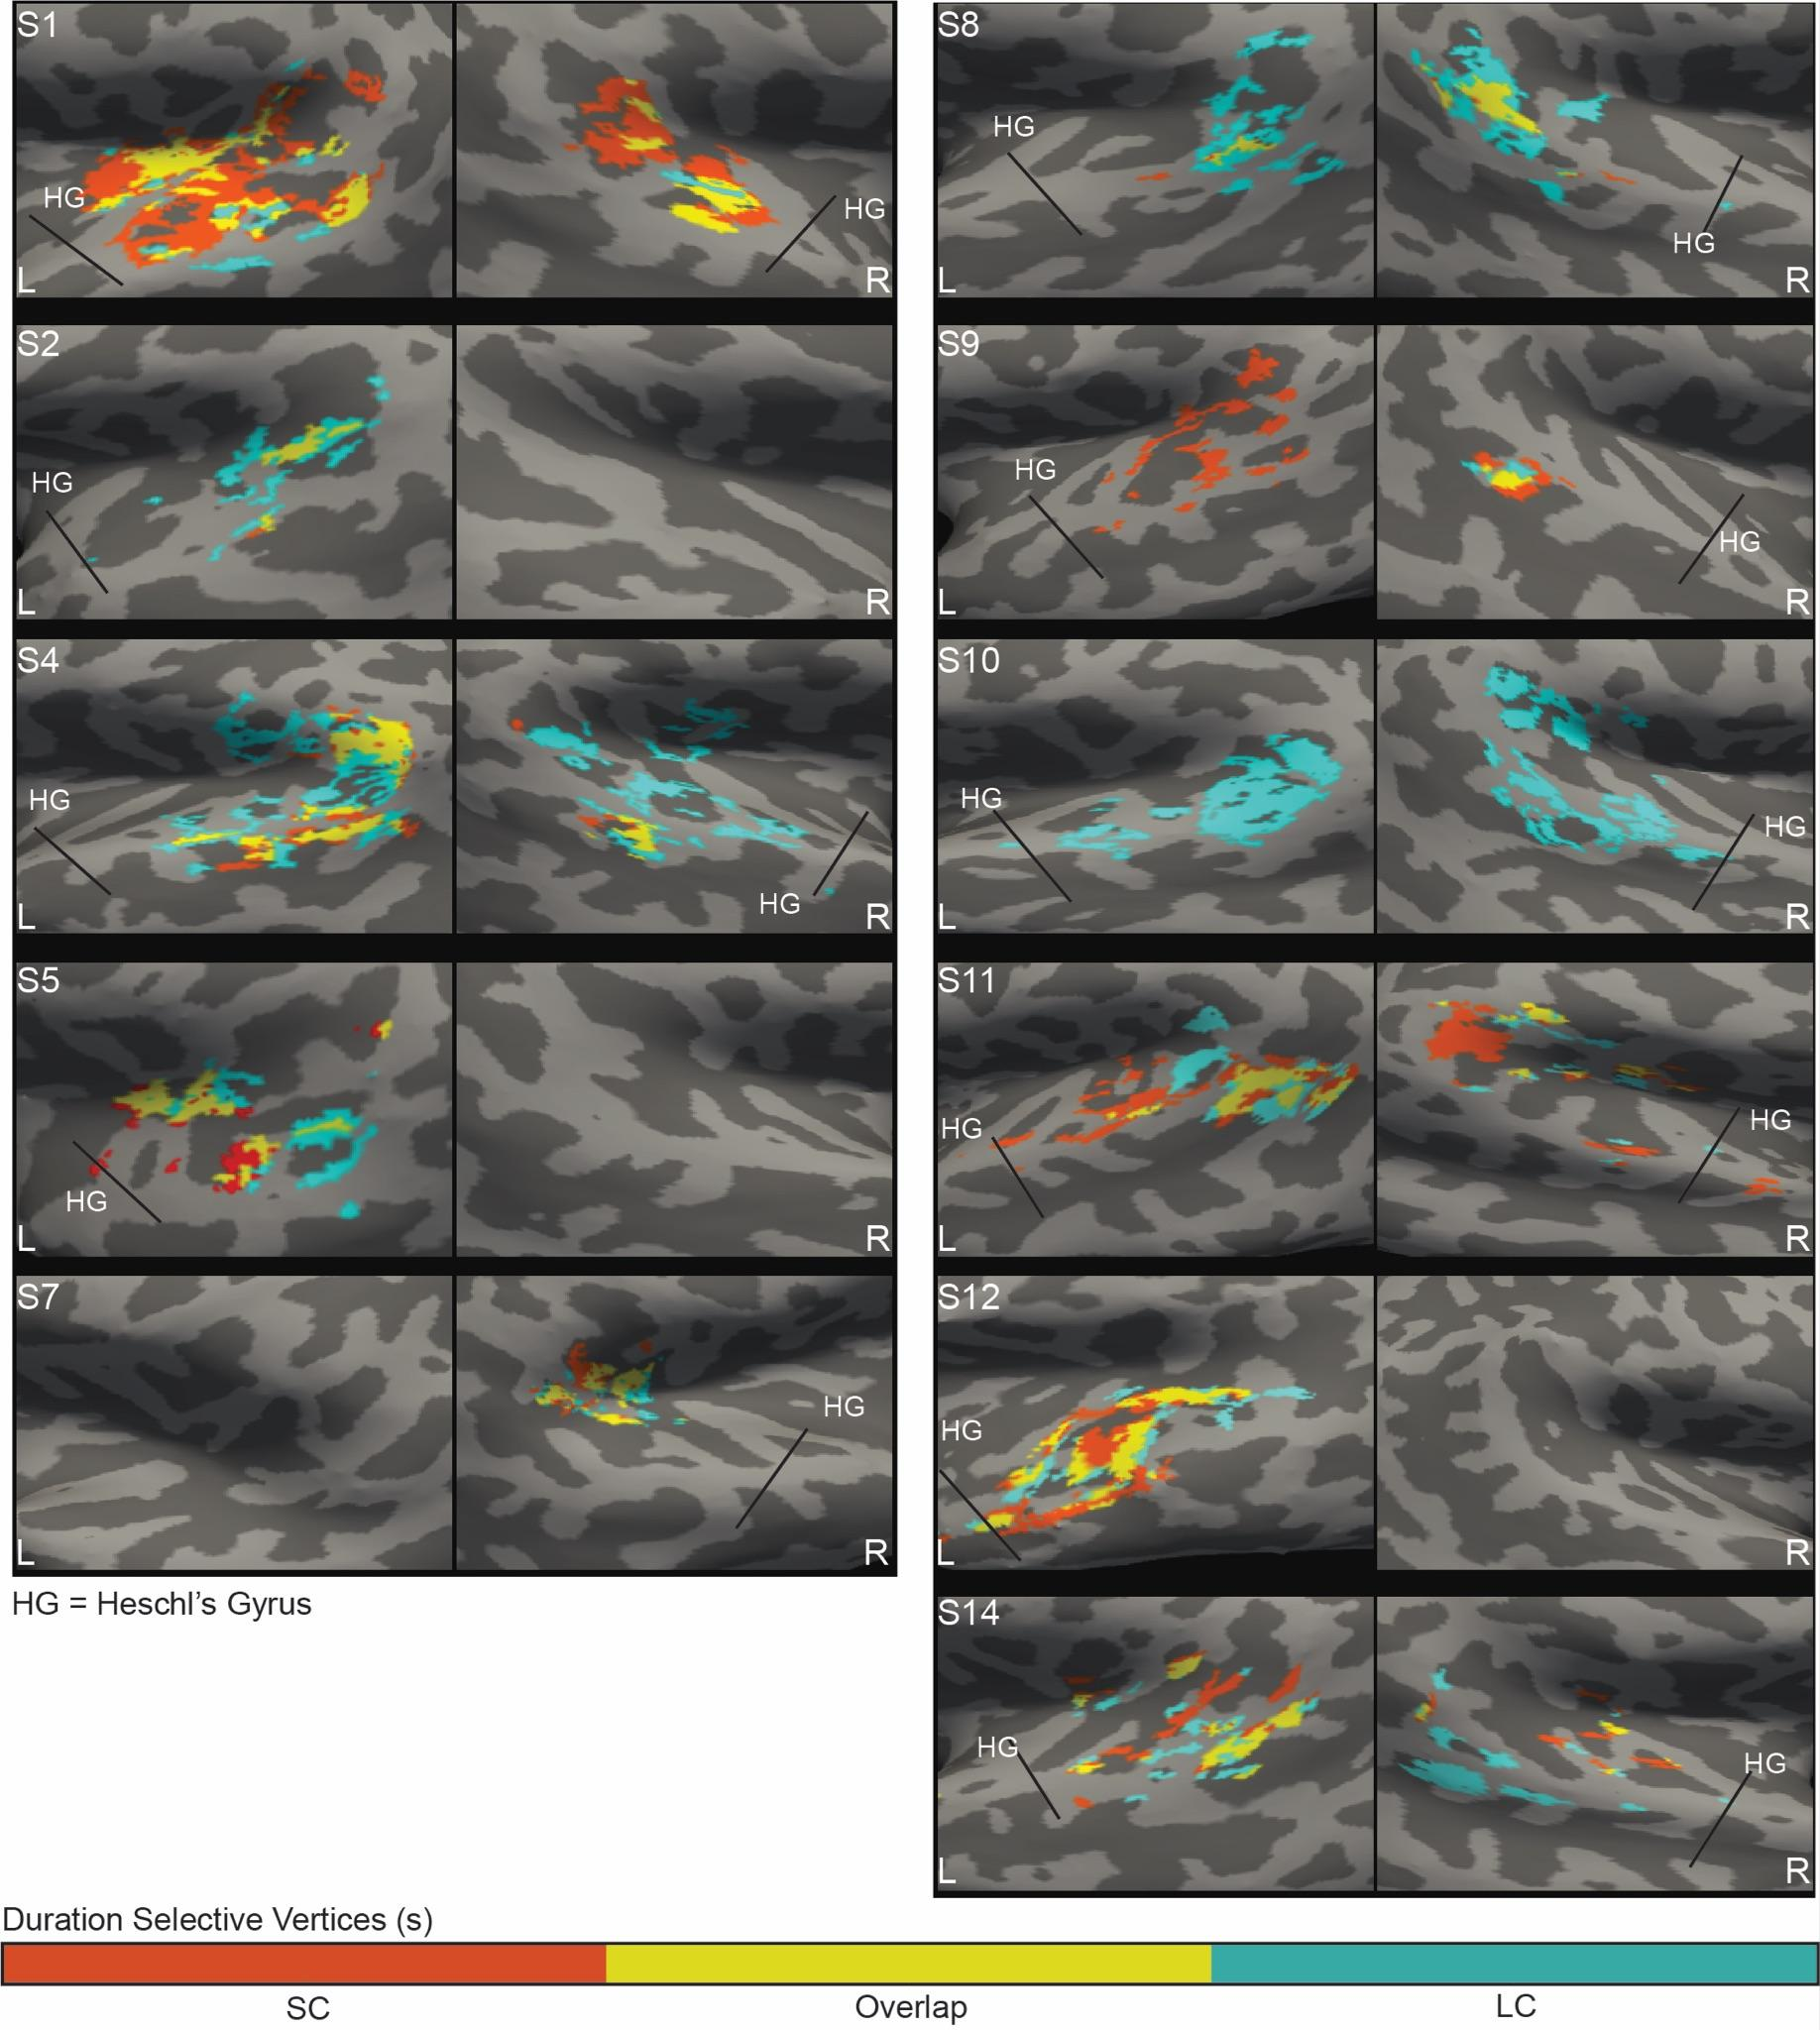 S1
HG
L
HG
R
S2
HG
L
R
S4
HG
L
HG
R
S5
HG
L
R
S7
L
HG
R
HG = Heschl's Gyrus
S8
HG
L
HG
R
S9
HG
L
HG
R
S10
HG
L
HG
R
S11
HG
L
HG
R
S12
HG
L
R
S14
HG
L
HG
R
Duration Selective Vertices (s)
SC Overlap LC